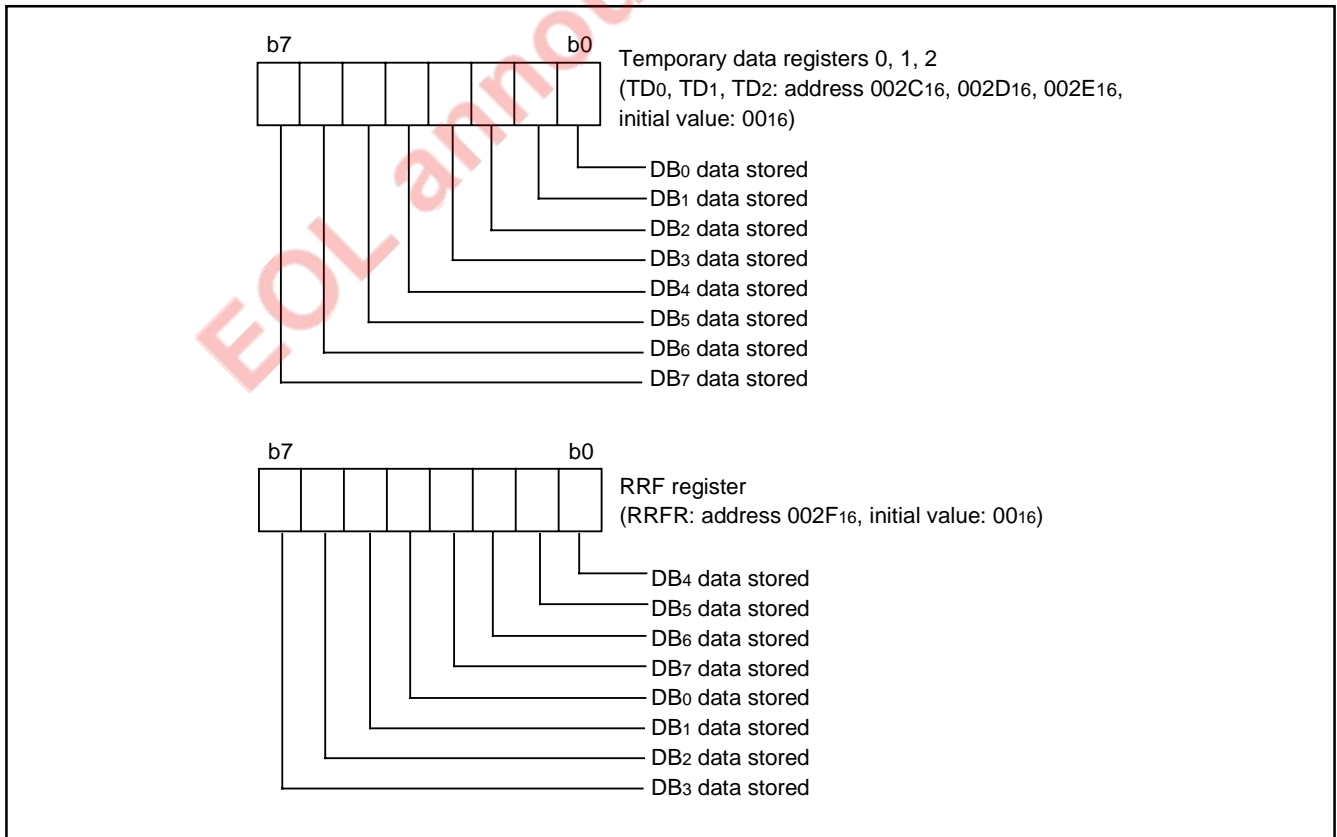 b7 b0
Temporary data registers 0, 1, 2
(TD0, TD1, TD2: address 002C16, 002D16, 002E16,
initial value: 0016)
DB0 data stored
DB1 data stored
DB2 data stored
DB3 data stored
DB4 data stored
DB5 data stored
DB6 data stored
DB7 data stored
EOL
b7 b0
RRF register
(RRFR: address 002F16, initial value: 0016)
DB4 data stored
DB5 data stored
DB6 data stored
DB7 data stored
DB0 data stored
DB1 data stored
DB2 data stored
DB3 data stored